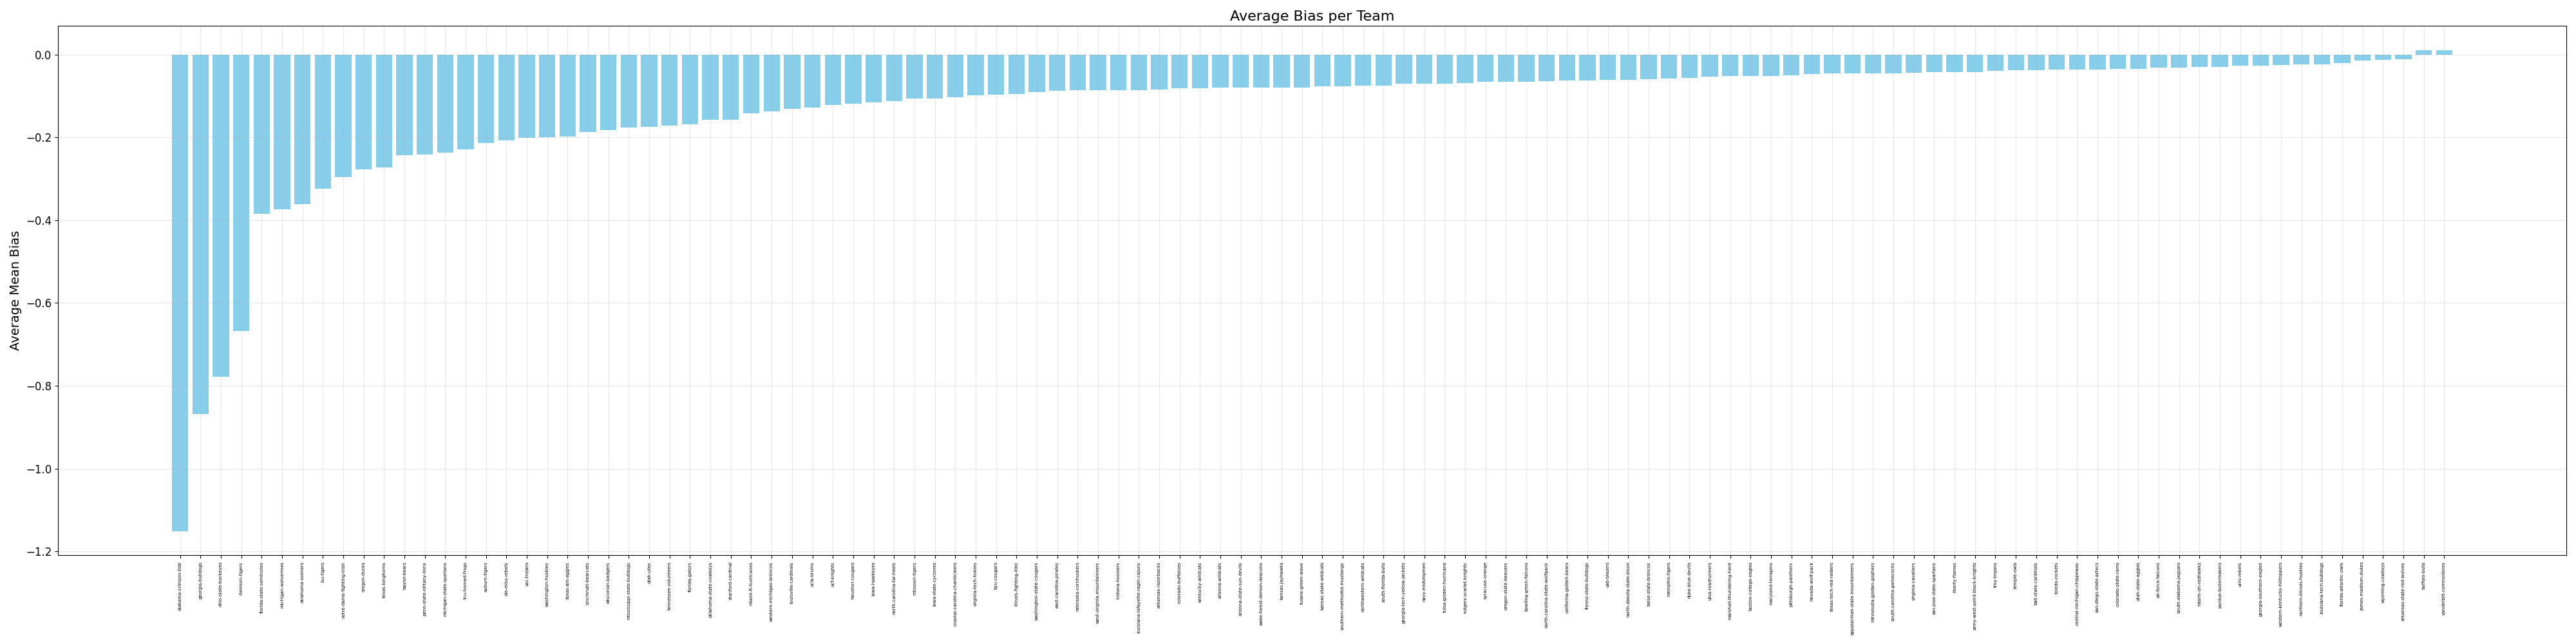 Average Bias per Team
Average Mean Bias
0.0
−0.2
−0.4
−0.6
−0.8
−1.0
−1.2
alabama-crimson-tide
georgia-bulldogs
ohio-state-buckeyes
clemson-tigers
florida-state-seminoles
michigan-wolverines
oklahoma-sooners
lsu-tigers
notre-dame-fighting-irish
oregon-ducks
texas-longhorns
baylor-bears
penn-state-nittany-lions
michigan-state-spartans
tcu-horned-frogs
auburn-tigers
ole-miss-rebels
usc-trojans
washington-huskies
texas-am-aggies
cincinnati-bearcats
wisconsin-badgers
mississippi-state-bulldogs
utah-utes
tennessee-volunteers
florida-gators
oklahoma-state-cowboys
stanford-cardinal
miami-fl-hurricanes
western-michigan-broncos
louisville-cardinals
ucla-bruins
ucf-knights
houston-cougars
iowa-hawkeyes
north-carolina-tar-heels
missouri-tigers
iowa-state-cyclones
coastal-carolina-chanticleers
virginia-tech-hokies
byu-cougars
illinois-fighting-illini
washington-state-cougars
east-carolina-pirates
nebraska-cornhuskers
west-virginia-mountaineers
indiana-hoosiers
louisiana-lafayette-ragin-cajuns
arkansas-razorbacks
colorado-buffaloes
kentucky-wildcats
arizona-wildcats
arizona-state-sun-devils
wake-forest-demon-deacons
kansas-jayhawks
tulane-green-wave
kansas-state-wildcats
southern-methodist-mustangs
northwestern-wildcats
south-florida-bulls
georgia-tech-yellow-jackets
navy-midshipmen
tulsa-golden-hurricane
rutgers-scarlet-knights
syracuse-orange
oregon-state-beavers
bowling-green-falcons
north-carolina-state-wolfpack
california-golden-bears
fresno-state-bulldogs
uab-blazers
north-dakota-state-bison
boise-state-broncos
memphis-tigers
duke-blue-devils
utsa-roadrunners
marshall-thundering-herd
boston-college-eagles
maryland-terrapins
pittsburgh-panthers
nevada-wolf-pack
texas-tech-red-raiders
appalachian-state-mountaineers
minnesota-golden-gophers
south-carolina-gamecocks
virginia-cavaliers
san-jose-state-spartans
liberty-flames
army-west-point-black-knights
troy-trojans
temple-owls
ball-state-cardinals
toledo-rockets
central-michigan-chippewas
san-diego-state-aztecs
colorado-state-rams
utah-state-aggies
air-force-falcons
south-alabama-jaguars
miami-oh-redhawks
purdue-boilermakers
unlv-rebels
georgia-southern-eagles
western-kentucky-hilltoppers
northern-illinois-huskies
louisiana-tech-bulldogs
florida-atlantic-owls
james-madison-dukes
wyoming-cowboys
arkansas-state-red-wolves
buffalo-bulls
vanderbilt-commodores